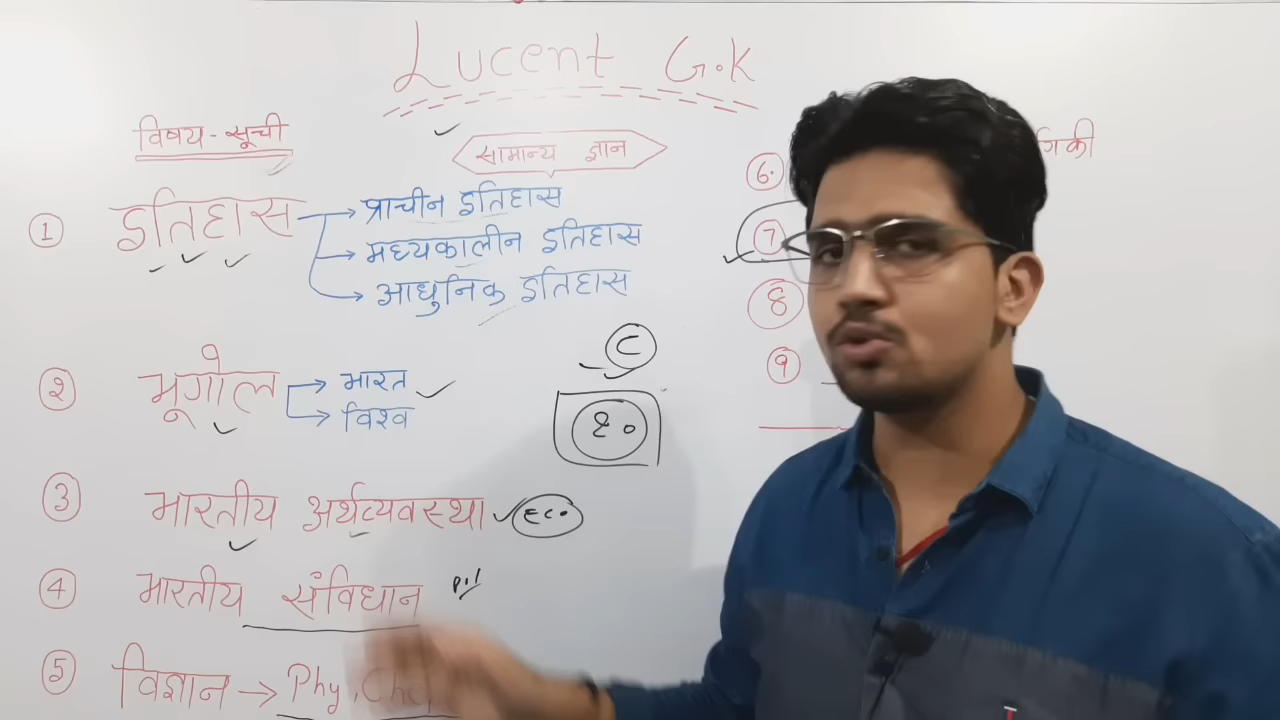 Lucent G.K
विषय-सूची
सामान्य ज्ञान
① इतिहास → प्राचीन इतिहास
→ मध्यकालीन इतिहास
→ आधुनिक इतिहास
② भूगोल → भारत
→ विश्व
C
③ भारतीय अर्थव्यवस्था Eco
④ भारतीय संविधान Pol
⑤ विज्ञान → Phy, Che
6.
7
8
9